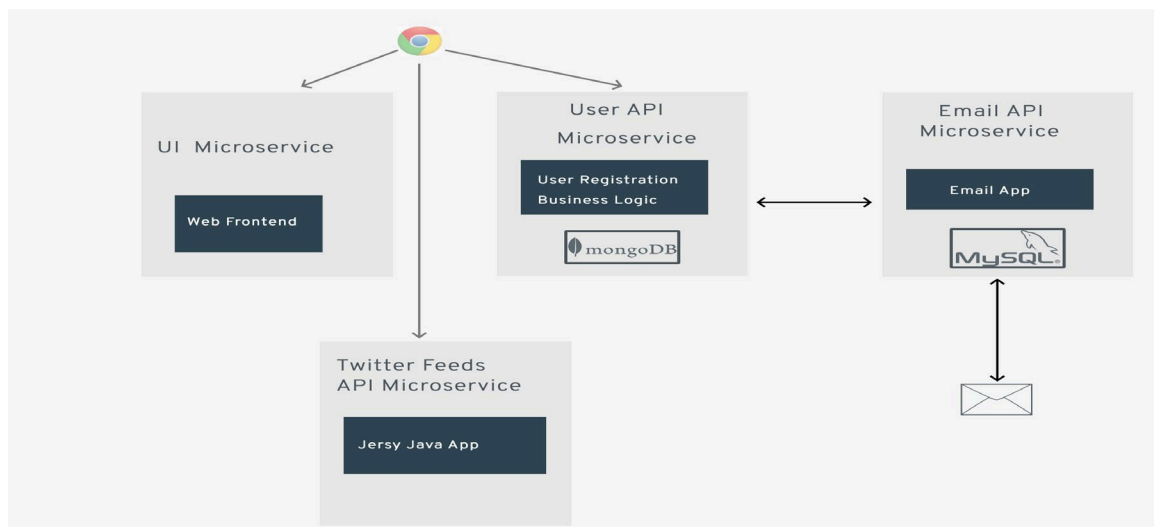 UI Microservice
Web Frontend
User API
Microservice
User Registration
Business Logic
mongoDB
Email API
Microservice
Email App
MySQL®
Twitter Feeds
API Microservice
Jersy Java App